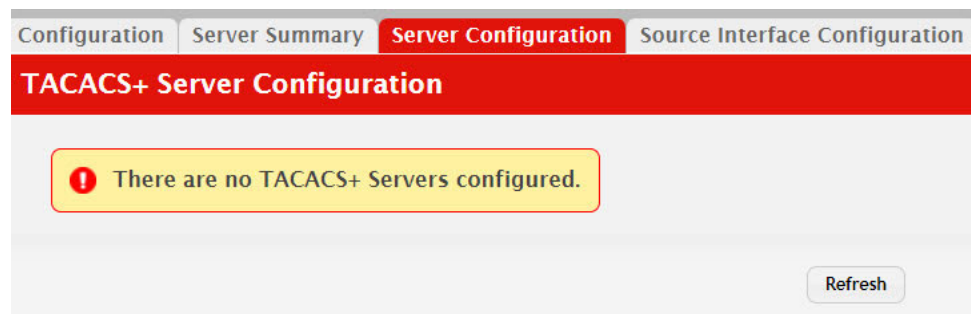 Configuration Server Summary Server Configuration Source Interface Configuration
TACACS+ Server Configuration
There are no TACACS+ Servers configured.
Refresh